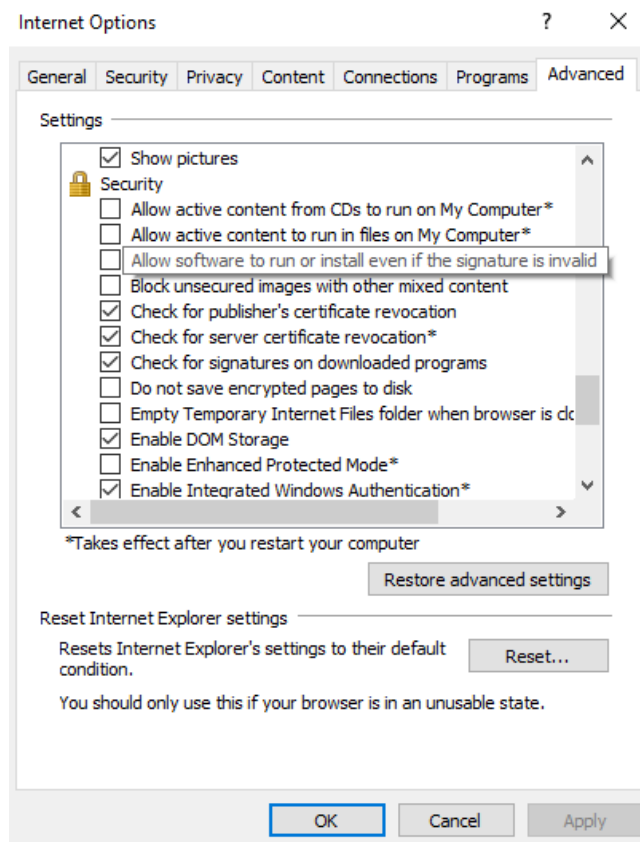 Internet Options
?
General Security Privacy Content Connections Programs Advanced
Settings
Show pictures
Security
Allow active content from CDs to run on My Computer*
Allow active content to run in files on My Computer*
Allow software to run or install even if the signature is invalid
Block unsecured images with other mixed content
Check for publisher's certificate revocation
Check for server certificate revocation*
Check for signatures on downloaded programs
Do not save encrypted pages to disk
Empty Temporary Internet Files folder when browser is clo
Enable DOM Storage
Enable Enhanced Protected Mode*
Enable Integrated Windows Authentication*
*Takes effect after you restart your computer
Restore advanced settings
Reset Internet Explorer settings
Resets Internet Explorer's settings to their default
condition.
Reset...
You should only use this if your browser is in an unusable state.
OK Cancel Apply